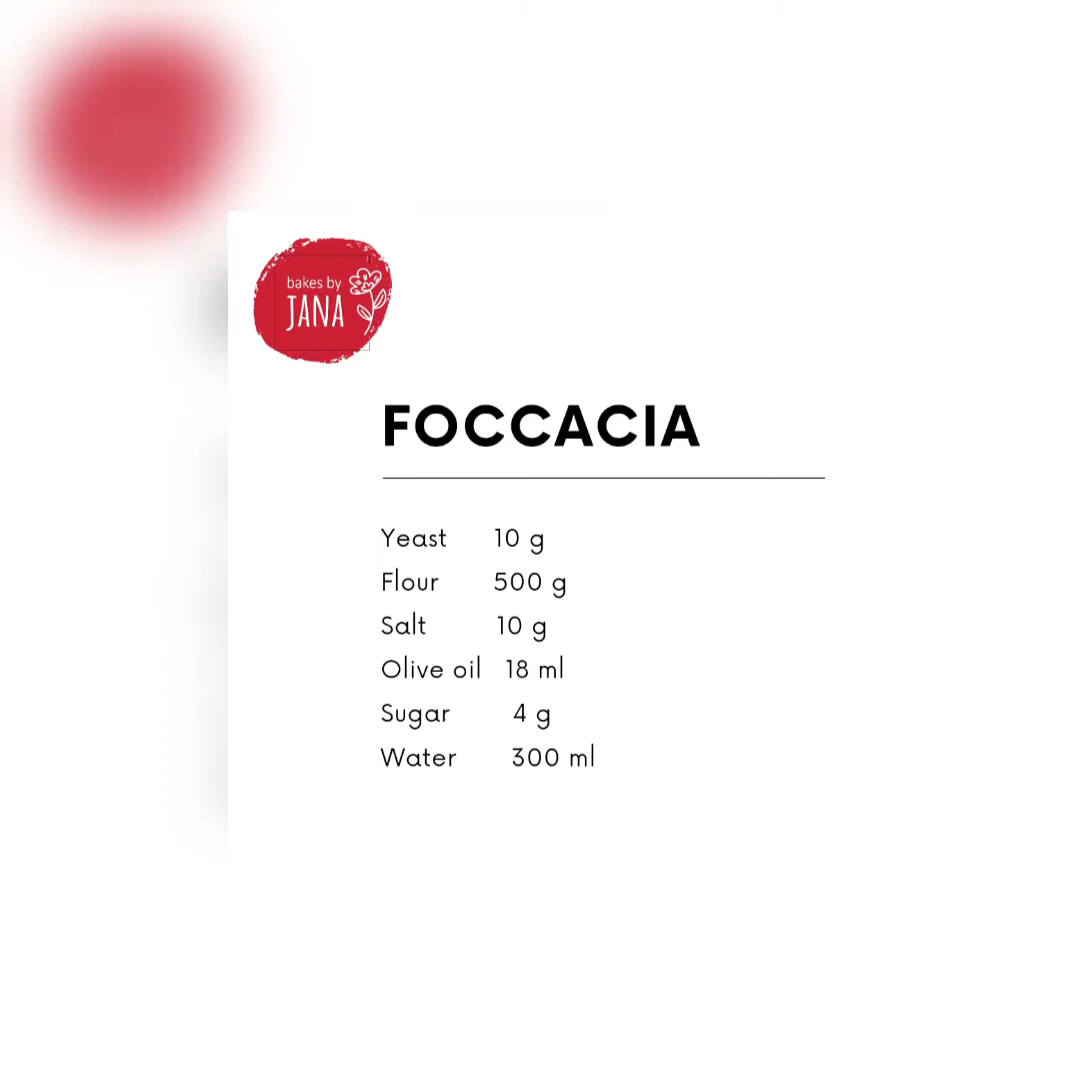 bakes by
JANA
FOCCACIA
Yeast 10 g
Flour 500 g
Salt 10 g
Olive oil 18 ml
Sugar 4 g
Water 300 ml